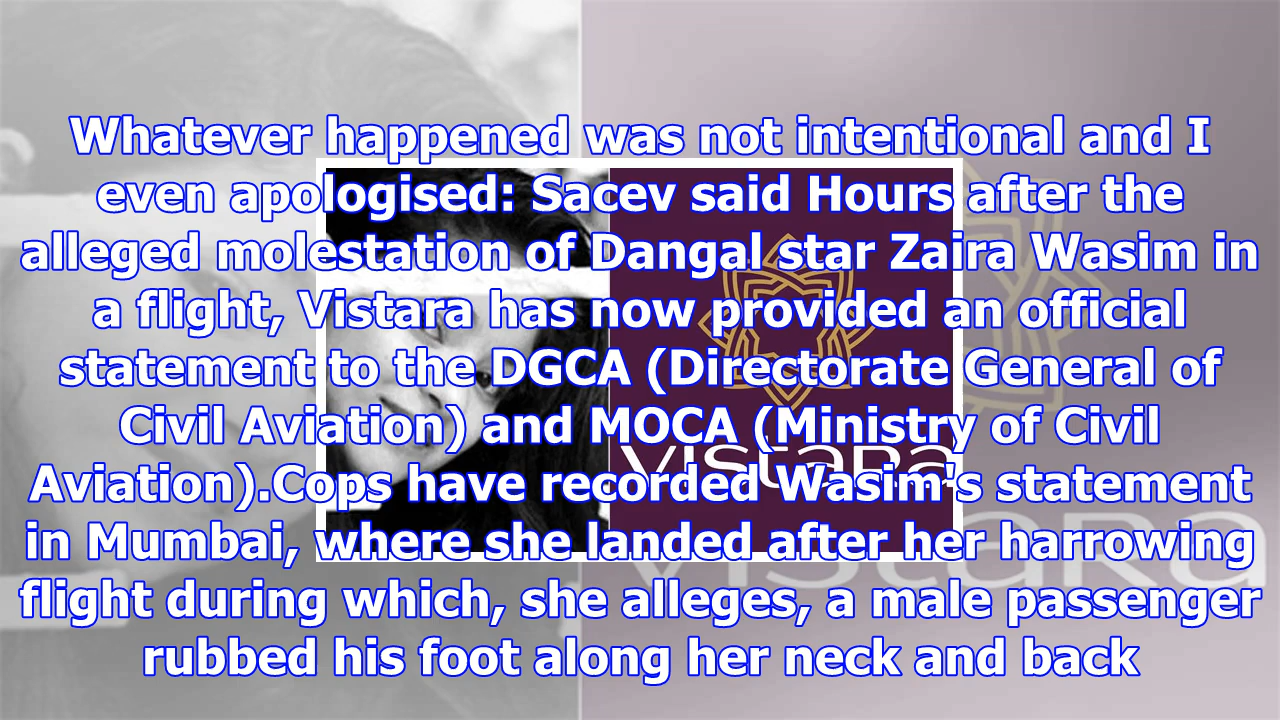 Whatever happened was not intentional and I
even apologised: Sacev said Hours after the
alleged molestation of Dangal star Zaira Wasim in
a flight, Vistara has now provided an official
statement to the DGCA (Directorate General of
Civil Aviation) and MOCA (Ministry of Civil
Aviation).Cops have recorded Wasim's statement
in Mumbai, where she landed after her harrowing
flight during which, she alleges, a male passenger
rubbed his foot along her neck and back
vistara
vistara